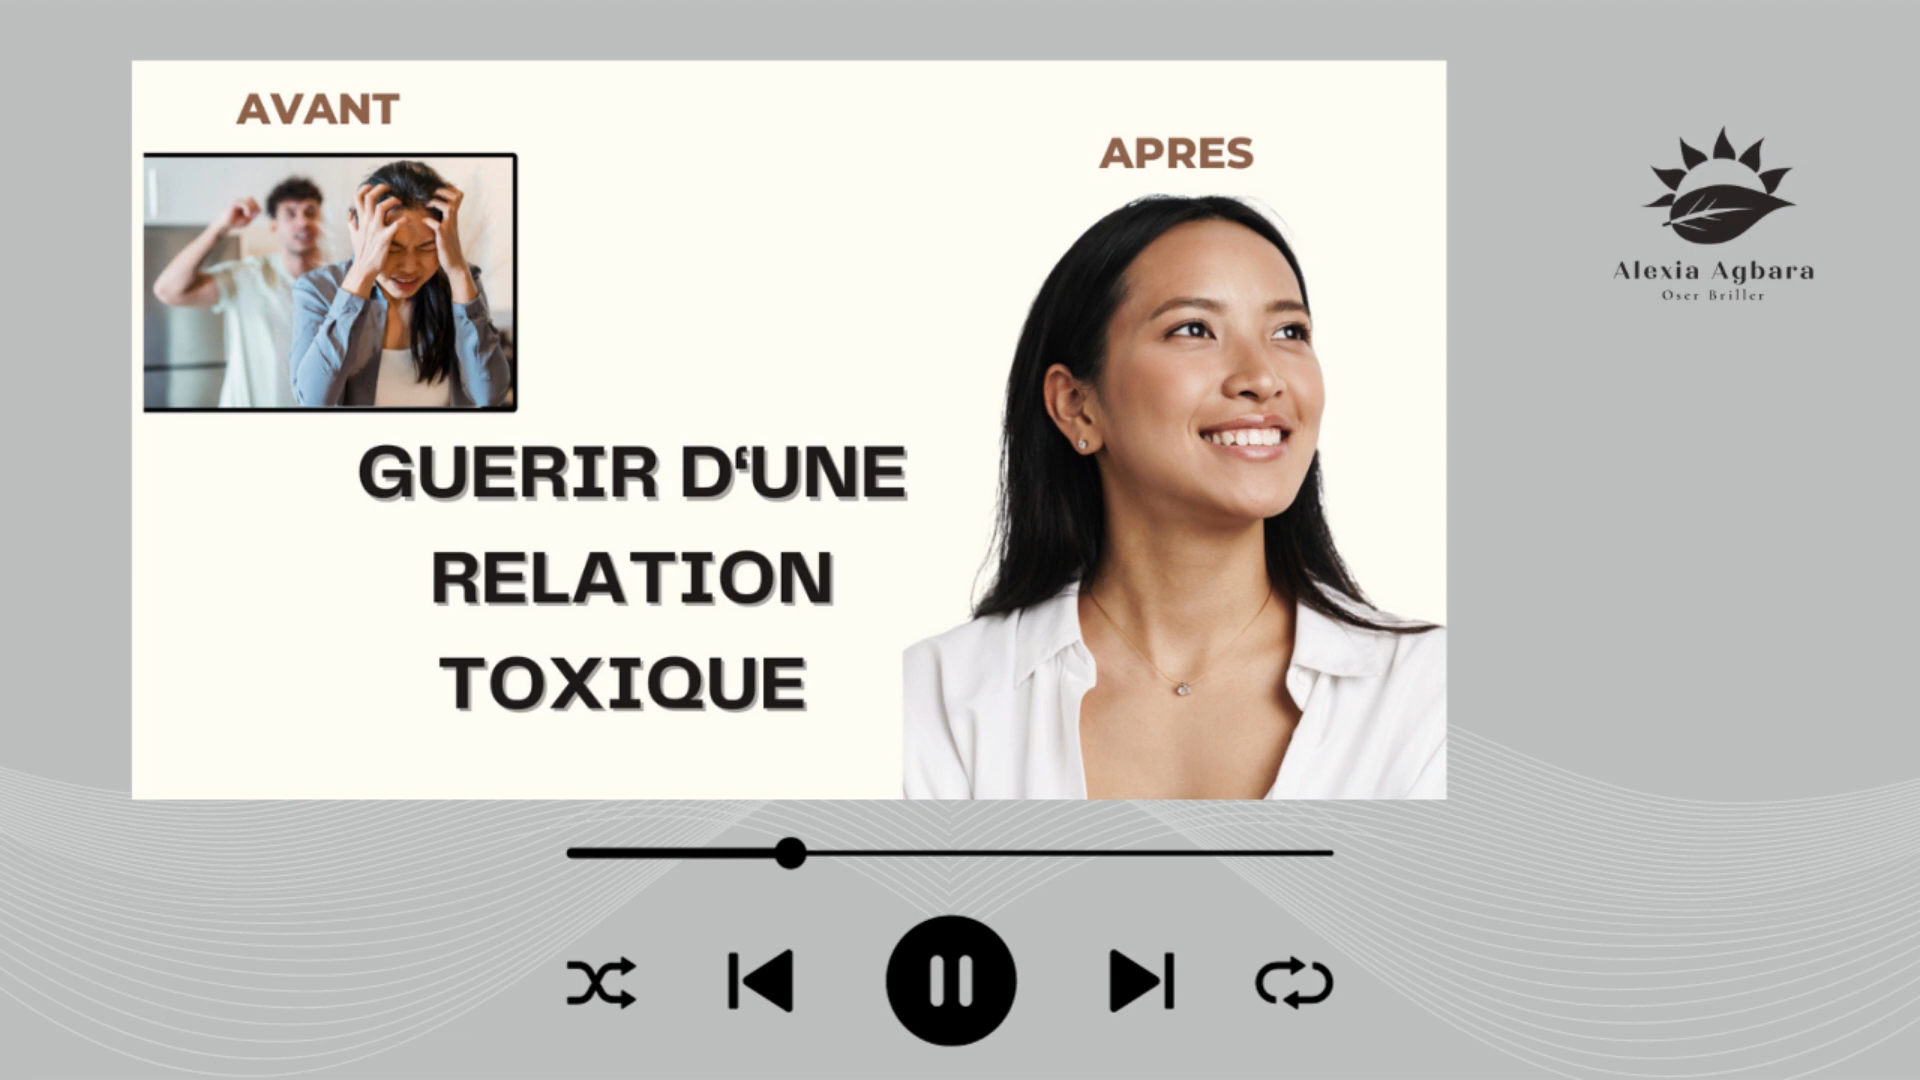 AVANT
APRES
GUERIR D‘UNE
RELATION
TOXIQUE
Alexia Agbara
Oser Briller